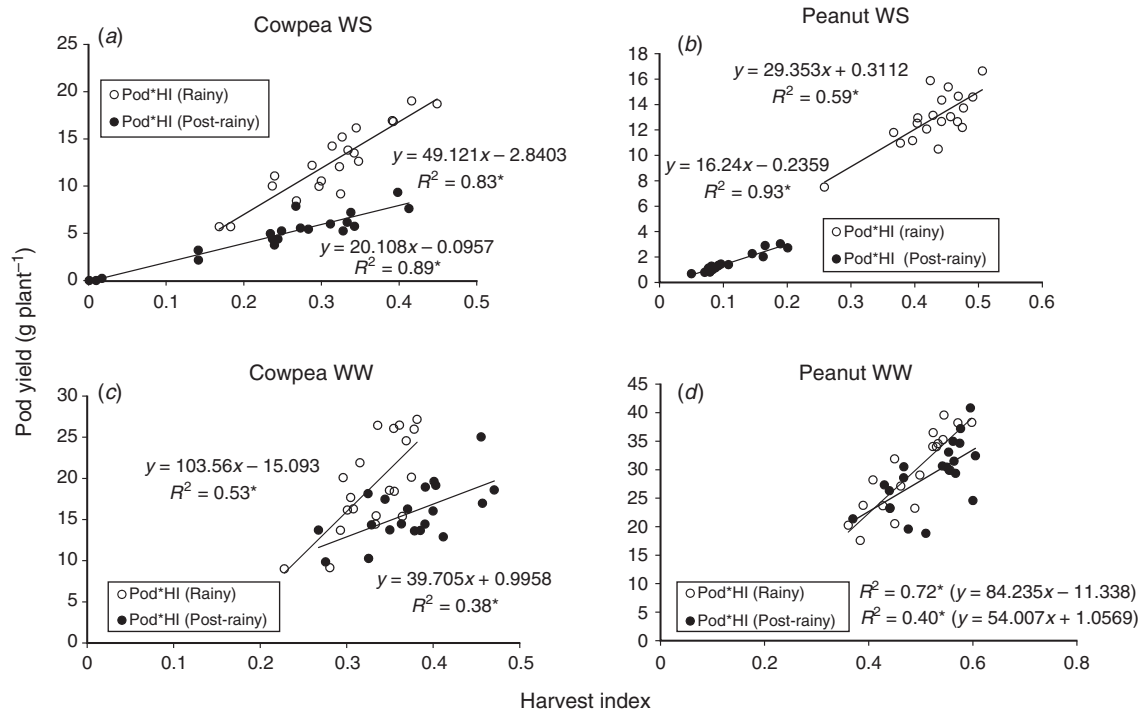 Pod yield (g plant⁻¹)
Cowpea WS
(a)
25
20
15
10
5
0
Pod*HI (Rainy)
Pod*HI (Post-rainy)
y = 49.121x − 2.8403
R² = 0.83*
y = 20.108x − 0.0957
R² = 0.89*
0 0.1 0.2 0.3 0.4 0.5
Peanut WS
(b)
18
16
14
12
10
8
6
4
2
0
y = 29.353x + 0.3112
R² = 0.59*
y = 16.24x − 0.2359
R² = 0.93*
Pod*HI (rainy)
Pod*HI (Post-rainy)
0 0.1 0.2 0.3 0.4 0.5 0.6
Cowpea WW
(c)
30
25
20
15
10
5
0
y = 103.56x − 15.093
R² = 0.53*
y = 39.705x + 0.9958
R² = 0.38*
Pod*HI (Rainy)
Pod*HI (Post-rainy)
0 0.1 0.2 0.3 0.4 0.5
Peanut WW
(d)
45
40
35
30
25
20
15
10
5
0
Pod*HI (Rainy)
Pod*HI (Post-rainy)
R² = 0.72* (y = 84.235x − 11.338)
R² = 0.40* (y = 54.007x + 1.0569)
0 0.2 0.4 0.6 0.8
Harvest index